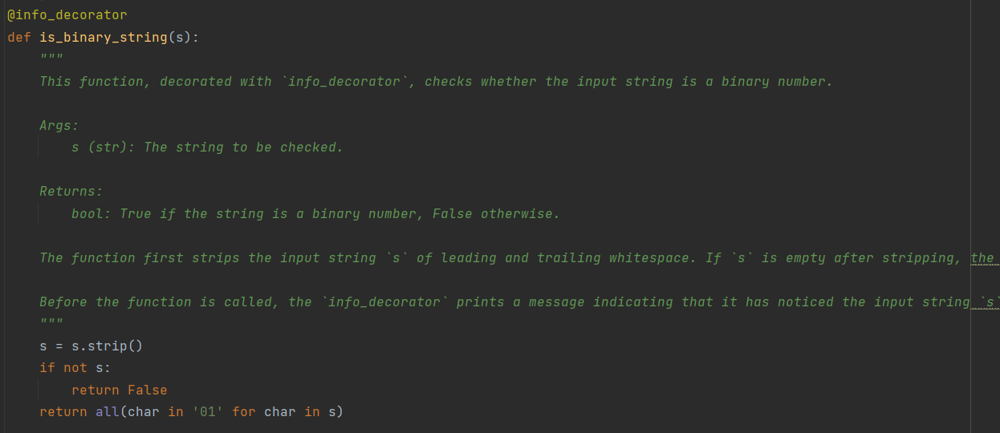 @info_decorator
def is_binary_string(s):
    """
    This function, decorated with `info_decorator`, checks whether the input string is a binary number.

    Args:
        s (str): The string to be checked.

    Returns:
        bool: True if the string is a binary number, False otherwise.

    The function first strips the input string `s` of leading and trailing whitespace. If `s` is empty after stripping, the

    Before the function is called, the `info_decorator` prints a message indicating that it has noticed the input string `s`
    """
    s = s.strip()
    if not s:
        return False
    return all(char in '01' for char in s)